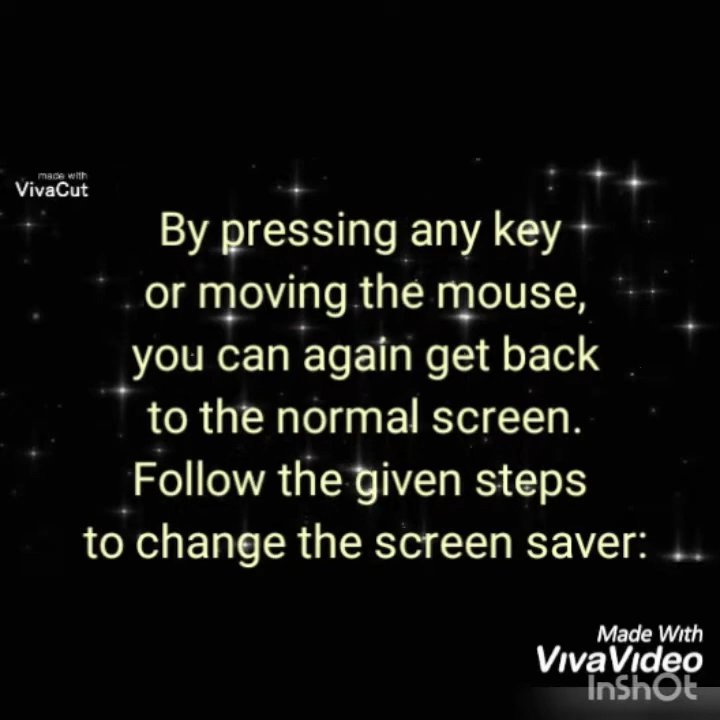 made with
VivaCut
By pressing any key
or moving the mouse,
you can again get back
to the normal screen.
Follow the given steps
to change the screen saver:
Made With
VivaVideo
InShOt